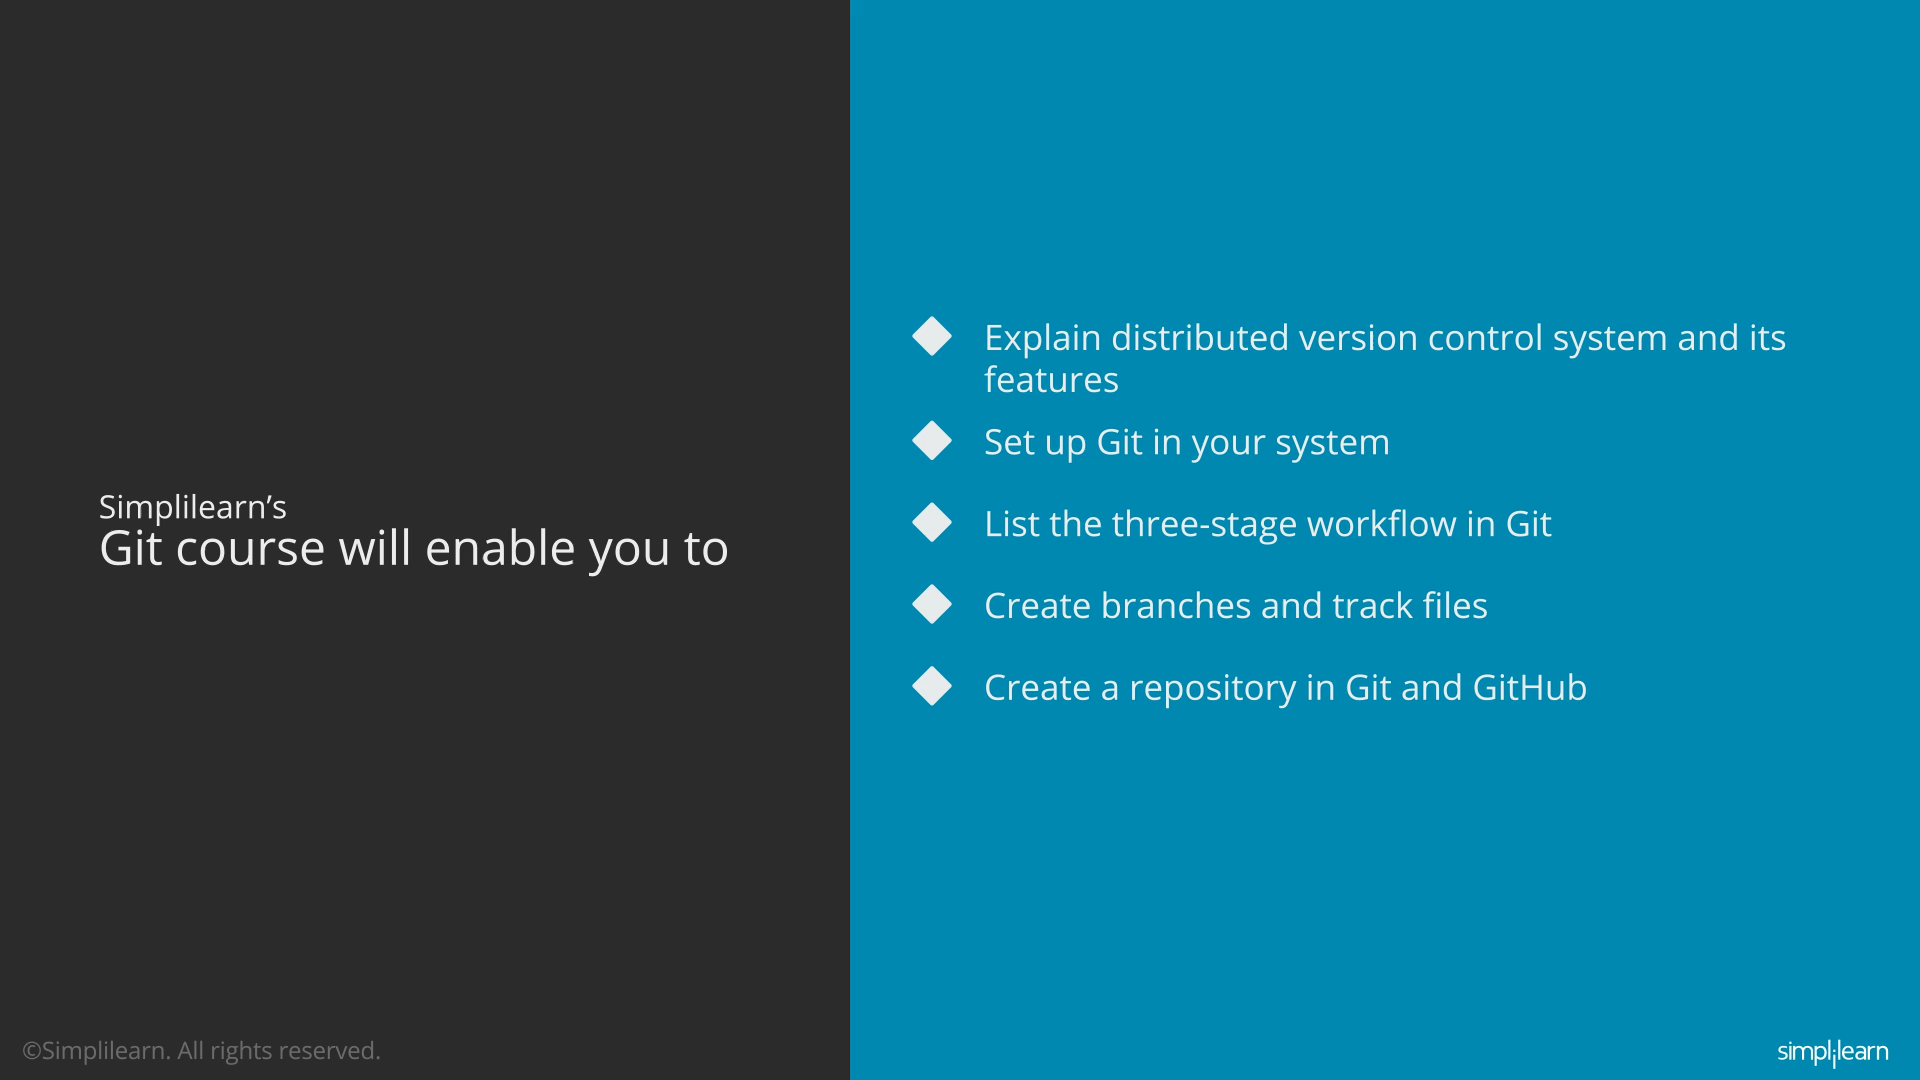 Simplilearn’s
Git course will enable you to
Explain distributed version control system and its
features
Set up Git in your system
List the three-stage workflow in Git
Create branches and track files
Create a repository in Git and GitHub
©Simplilearn. All rights reserved.
simplilearn